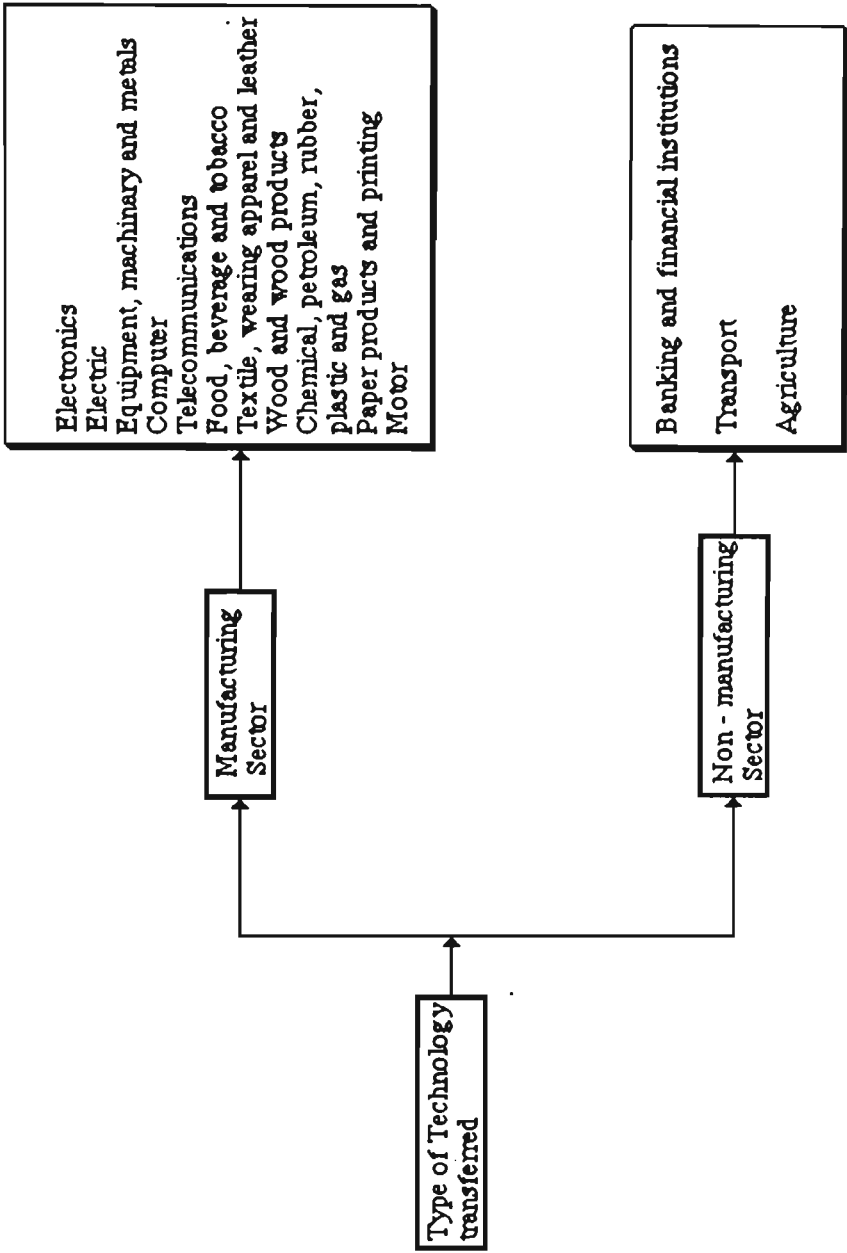 Type of Technology
transferred
Manufacturing
Sector
Electronics
Electric
Equipment, machinary and metals
Computer
Telecommunications
Food, beverage and tobacco
Textile, wearing apparel and leather
Wood and wood products
Chemical, petroleum, rubber,
plastic and gas
Paper products and printing
Motor
Non - manufacturing
Sector
Banking and financial institutions
Transport
Agriculture